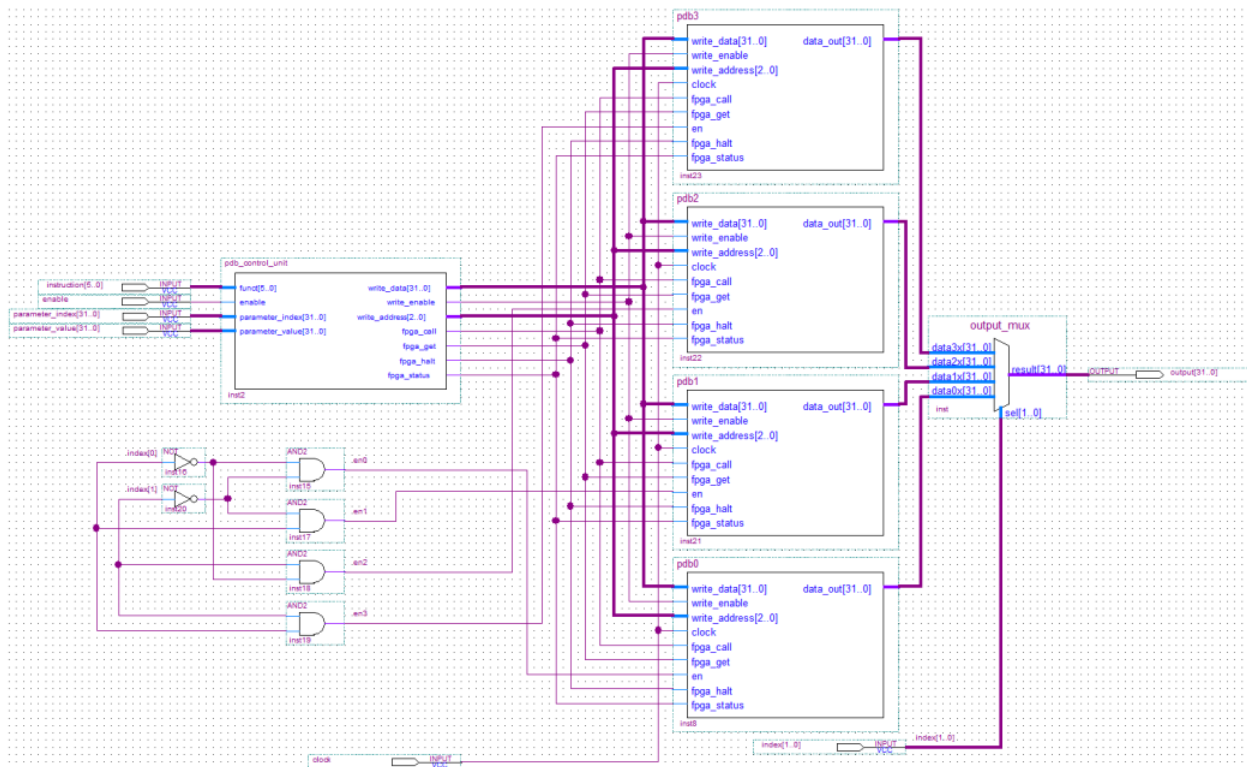 pdb3
write_data[31..0] data_out[31..0]
write_enable
write_address[2..0]
clock
fpga_call
fpga_get
en
fpga_halt
fpga_status
inst23
pdb2
write_data[31..0] data_out[31..0]
write_enable
write_address[2..0]
clock
fpga_call
fpga_get
en
fpga_halt
fpga_status
inst22
pdb_control_unit
instruction[5..0] INPUT VCC
enable INPUT VCC
parameter_index[31..0] INPUT VCC
parameter_value[31..0] INPUT VCC
funct[5..0] write_data[31..0]
enable write_enable
parameter_index[31..0] write_address[2..0]
parameter_value[31..0] fpga_call
fpga_get
fpga_halt
fpga_status
inst2
output_mux
data3x[31..0]
data2x[31..0]
data1x[31..0]
data0x[31..0]
result[31..0]
sel[1..0]
inst
OUTPUT output[31..0]
pdb1
write_data[31..0] data_out[31..0]
write_enable
write_address[2..0]
clock
fpga_call
fpga_get
en
fpga_halt
fpga_status
inst21
index[0] NOT
inst16
index[1] NOT
inst20
AND2 en0
inst15
AND2 en1
inst17
AND2 en2
inst18
AND2 en3
inst19
pdb0
write_data[31..0] data_out[31..0]
write_enable
write_address[2..0]
clock
fpga_call
fpga_get
en
fpga_halt
fpga_status
inst8
index[1..0] INPUT VCC index[1..0]
clock INPUT VCC